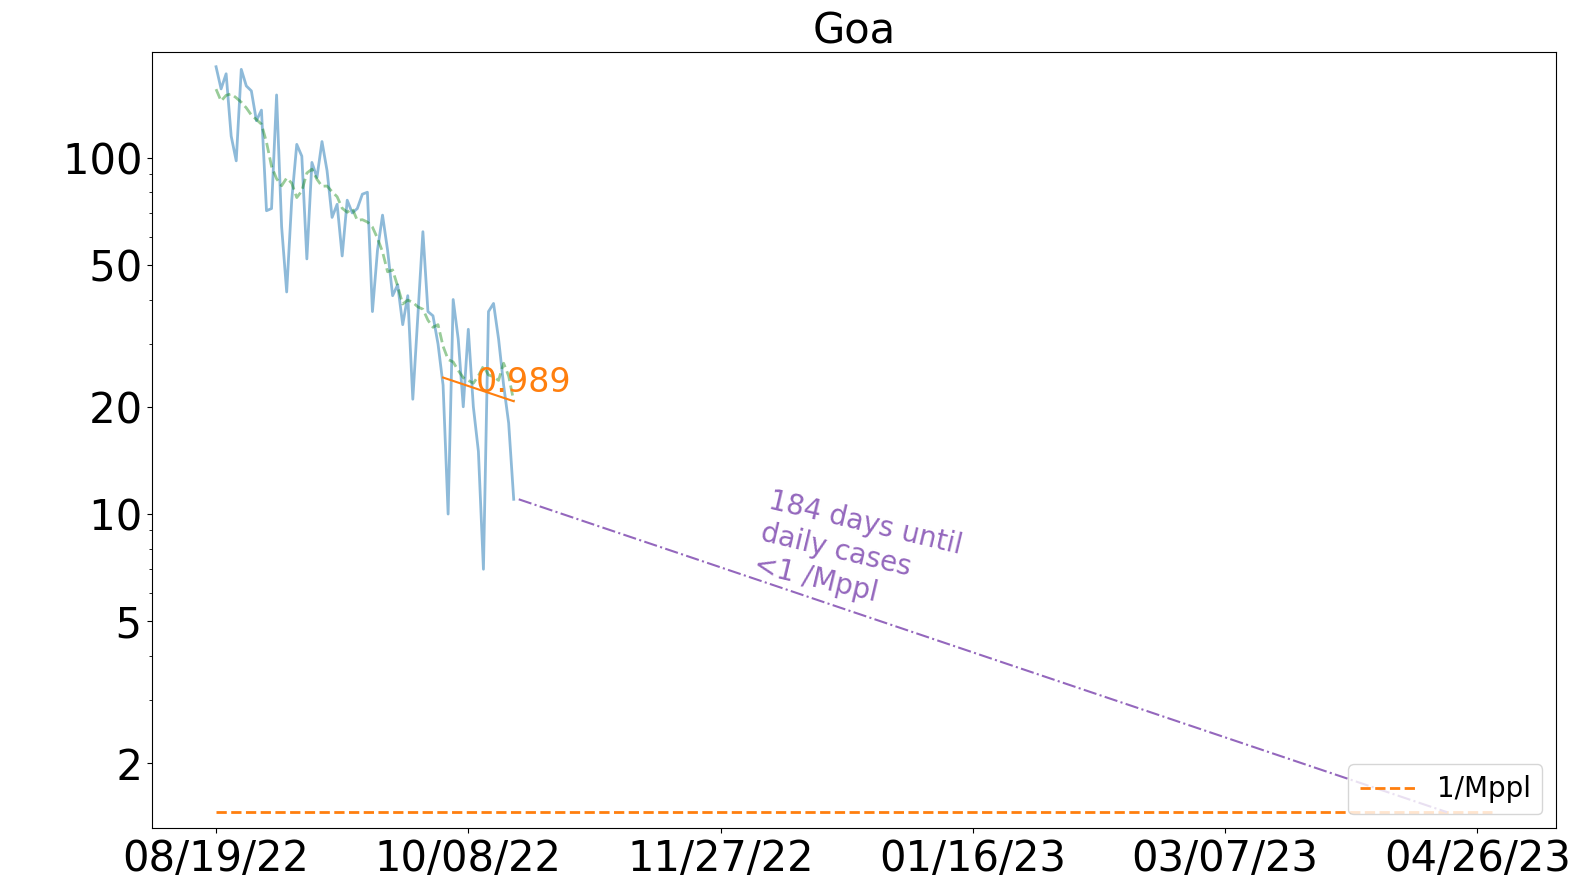 Goa
100
50
20
10
5
2
0.989
184 days until
daily cases
<1 /Mppl
1/Mppl
08/19/22
10/08/22
11/27/22
01/16/23
03/07/23
04/26/23